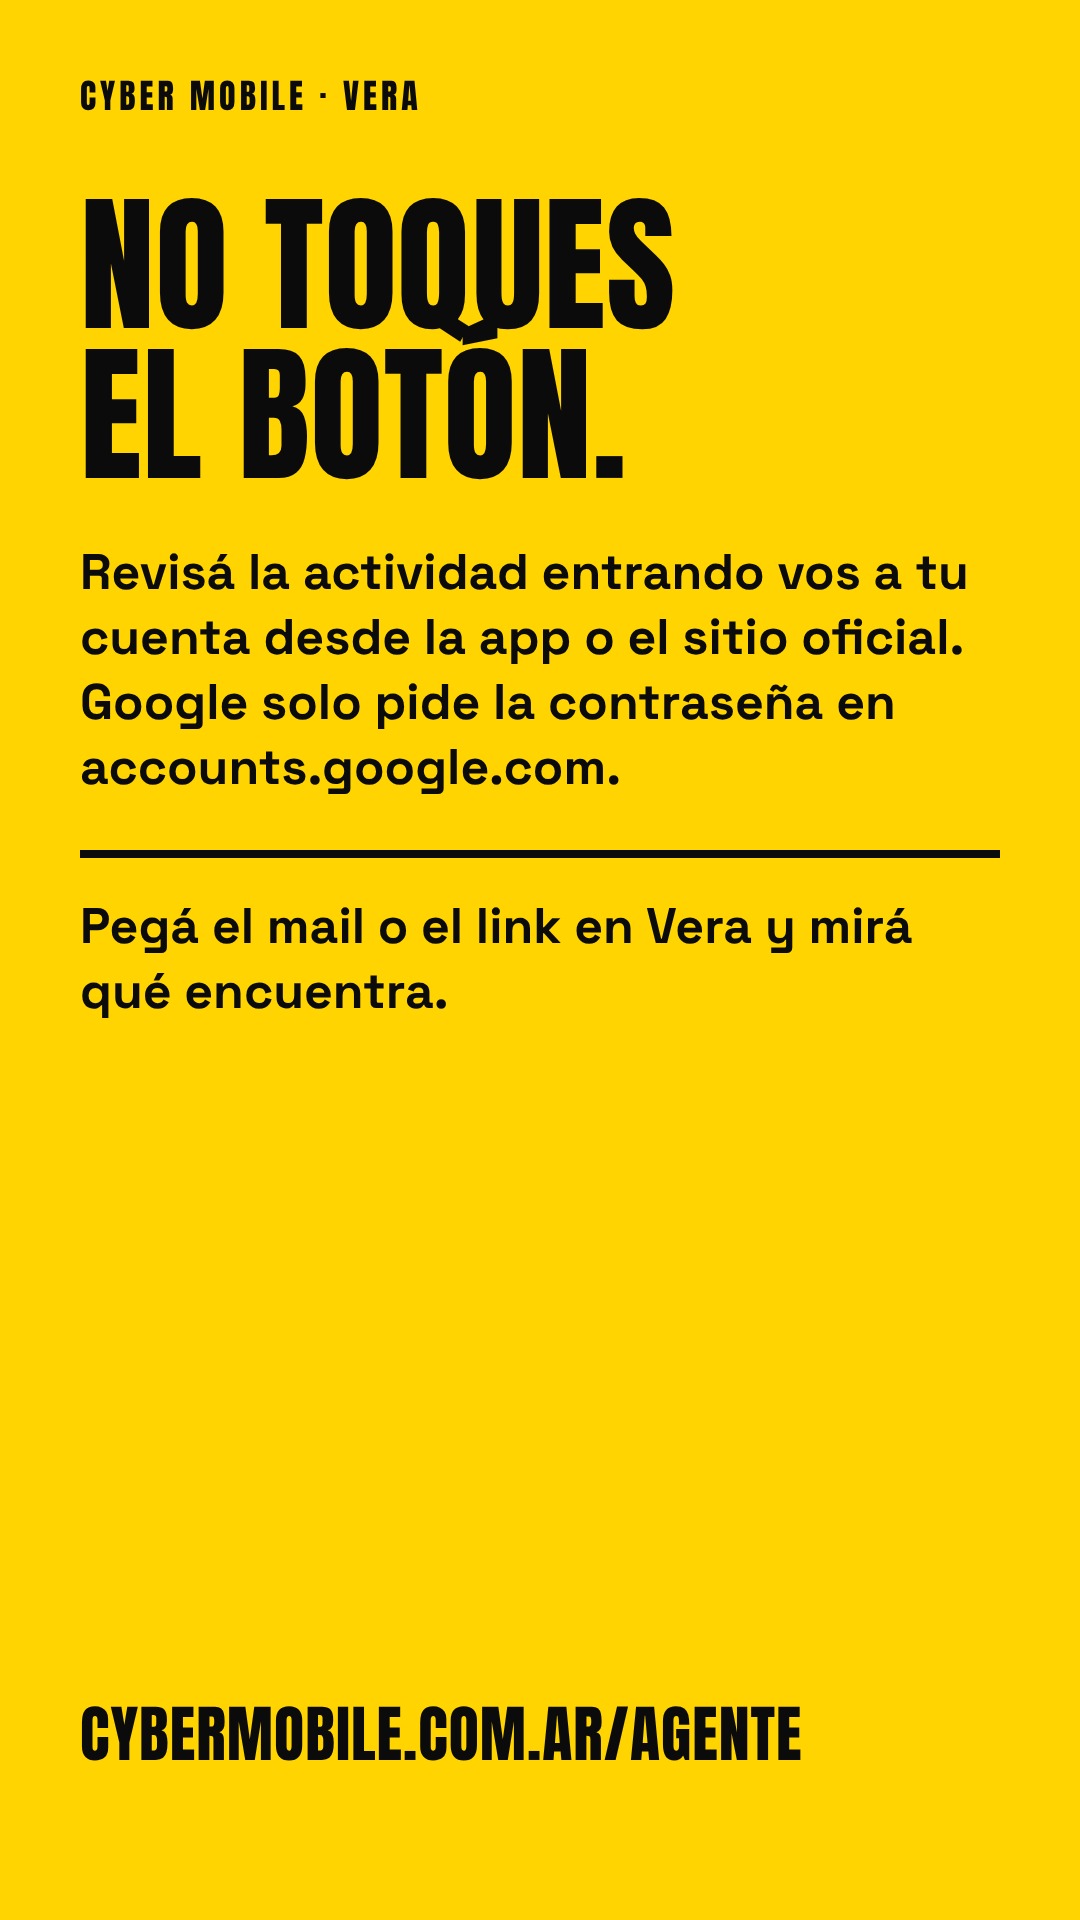 CYBER MOBILE · VERA
NO TOQUES
EL BOTÓN.
Revisá la actividad entrando vos a tu
cuenta desde la app o el sitio oficial.
Google solo pide la contraseña en
accounts.google.com.
Pegá el mail o el link en Vera y mirá
qué encuentra.
CYBERMOBILE.COM.AR/AGENTE